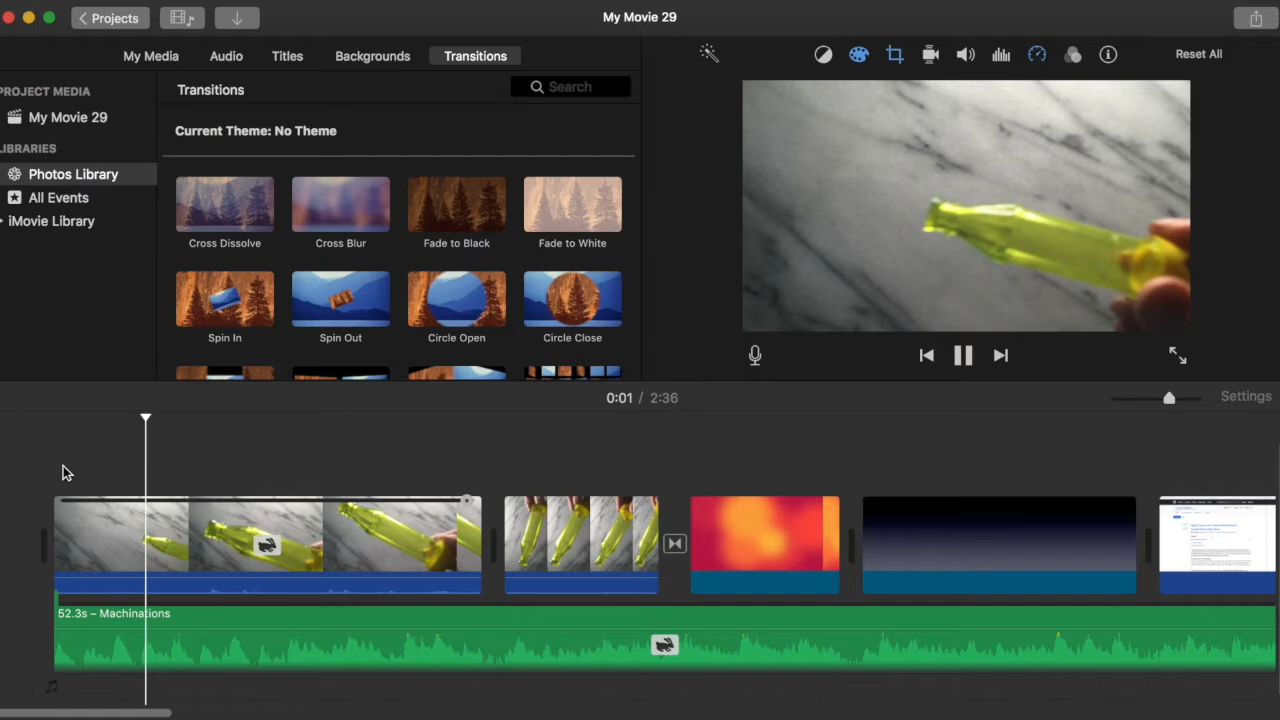 Projects
My Movie 29
My Media Audio Titles Backgrounds Transitions
Reset All
PROJECT MEDIA
My Movie 29
LIBRARIES
Photos Library
All Events
iMovie Library
Transitions
Search
Current Theme: No Theme
Cross Dissolve Cross Blur Fade to Black Fade to White
Spin In Spin Out Circle Open Circle Close
0:01 / 2:36
Settings
52.3s – Machinations